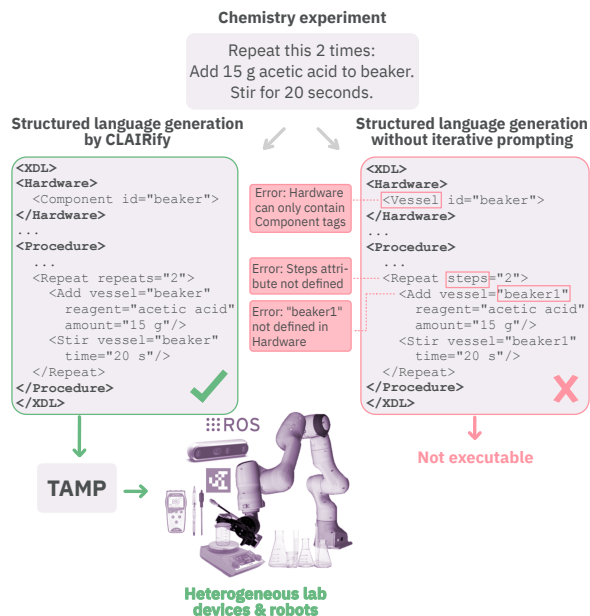 Chemistry experiment
Repeat this 2 times:
Add 15 g acetic acid to beaker.
Stir for 20 seconds.
Structured language generation
by CLAIRify
<XDL>
<Hardware>
<Component id="beaker">
</Hardware>
...
<Procedure>
...
<Repeat repeats="2">
<Add vessel="beaker"
reagent="acetic acid"
amount="15 g"/>
<Stir vessel="beaker"
time="20 s"/>
</Repeat>
</Procedure>
</XDL>
Structured language generation
without iterative prompting
Error: Hardware
can only contain
Component tags
Error: Steps attri-
bute not defined
Error: "beaker1"
not defined in
Hardware
<XDL>
<Hardware>
<Vessel id="beaker">
</Hardware>
...
<Procedure>
...
<Repeat steps="2">
<Add vessel="beaker1"
reagent="acetic acid"
amount="15 g"/>
<Stir vessel="beaker1"
time="20 s"/>
</Repeat>
</Procedure>
</XDL>
Not executable
TAMP
ROS
Heterogeneous lab
devices & robots